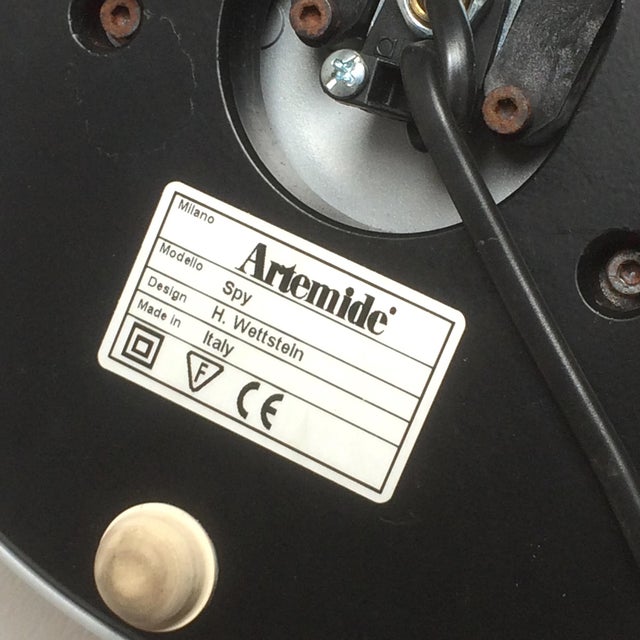 Milano
Artemide
Modello Spy
Design H. Wettstein
Made in Italy
F CE